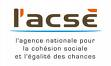 l'acsé
l'agence nationale pour
la cohésion sociale
et l'égalité des chances